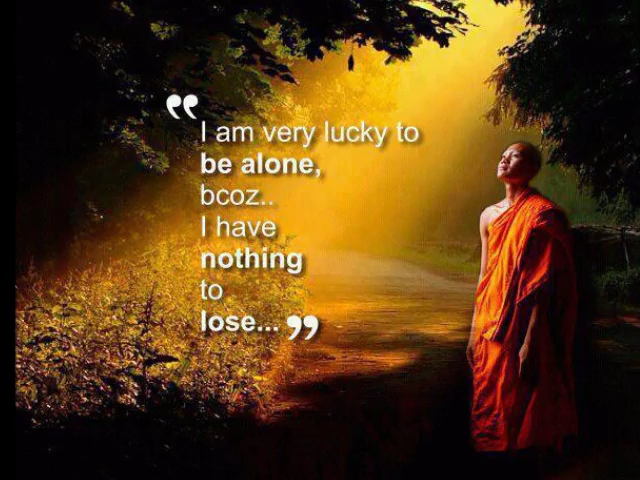 “I am very lucky to
be alone,
bcoz..
I have
nothing
to
lose...”